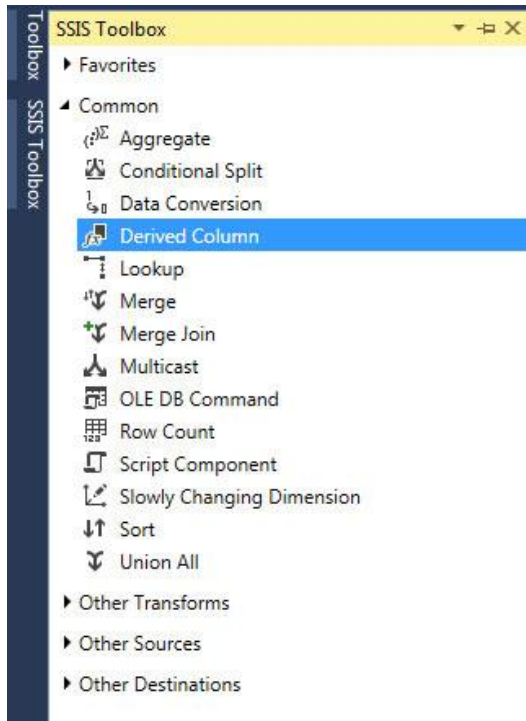 Toolbox
SSIS Toolbox
SSIS Toolbox
Favorites
Common
Aggregate
Conditional Split
Data Conversion
Derived Column
Lookup
Merge
Merge Join
Multicast
OLE DB Command
Row Count
Script Component
Slowly Changing Dimension
Sort
Union All
Other Transforms
Other Sources
Other Destinations